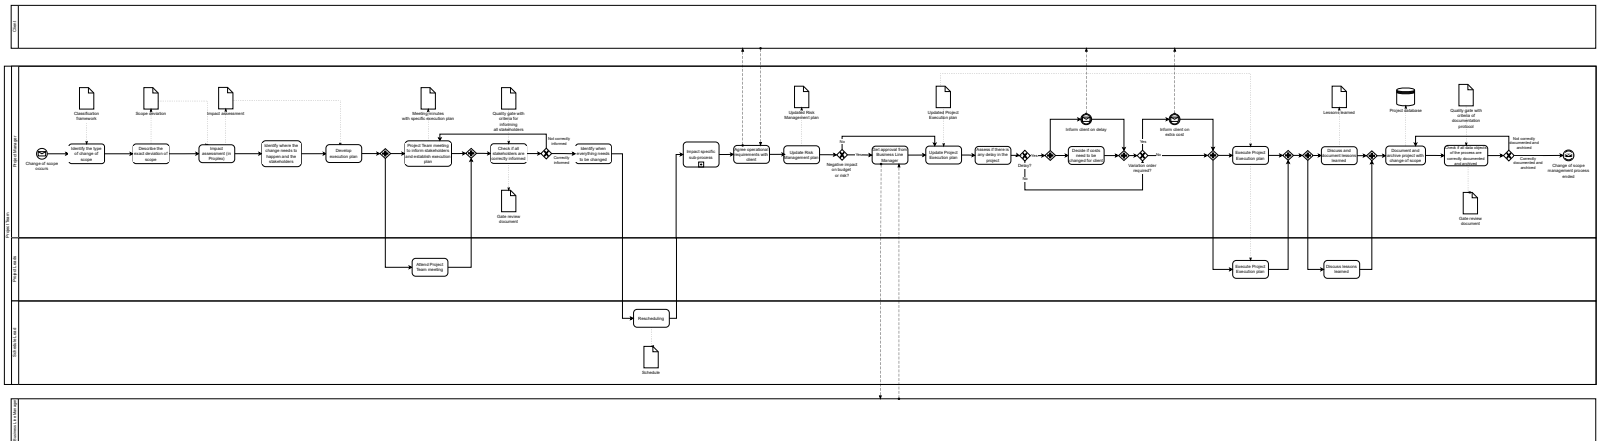 Client
Project Team
Project Manager
Classification
framework
Scope deviation
Impact assessment
Meeting minutes
with specific execution plan
Quality gate with
criteria for
informing
all stakeholders
Updated Risk
Management plan
Updated Project
Execution plan
Lessons learned
Project database
Quality gate with
criteria of
documentation
protocol
Change of scope
occurs
Identify the type
of change of
scope
Describe the
exact deviation of
scope
Impact
assessment (in
Proplex)
Identify where the
change needs to
happen and the
stakeholders
Develop
execution plan
Project Team meeting
to inform stakeholders
and establish execution
plan
Check if all
stakeholders are
correctly informed
Not correctly
informed
Correctly
informed
Identify when
everything needs
to be changed
Gate review
document
Impact specific
sub-process
Agree operational
requirements with
client
Update Risk
Management plan
No
Yes
Negative impact
on budget
or risk?
Get approval from
Business Line
Manager
Update Project
Execution plan
Assess if there is
any delay in the
project
Yes
No
Delay?
Inform client on delay
Decide if costs
need to be
charged for client
Yes
No
Variation order
required?
Inform client on
extra cost
Execute Project
Execution plan
Discuss and
document lessons
learned
Document and
archive project with
change of scope
Check if all data objects
of the process are
correctly documented
and archived
Not correctly
documented and
archived
Correctly
documented and
archived
Change of scope
management process
ended
Gate review
document
Attend Project
Team meeting
Execute Project
Execution plan
Discuss lessons
learned
Rescheduling
Schedule